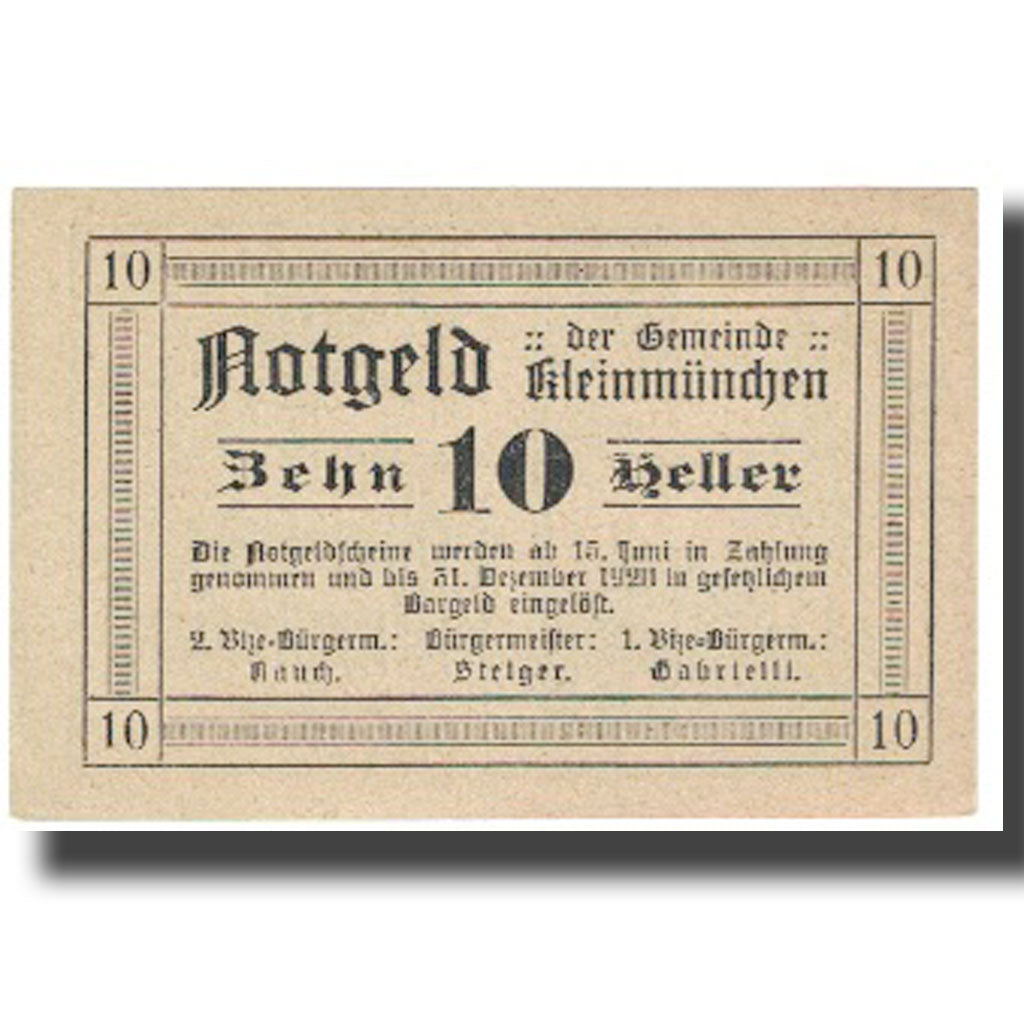 10 10
Notgeld :: der Gemeinde ::
Kleinmünchen
Zehn 10 Heller
Die Notgeldscheine werden ab 15. Juni in Zahlung
genommen und bis 31. Dezember 1920 in gesetzlichem
Bargeld eingelöst.
2. Vize-Bürgerm.: Bürgermeister: 1. Vize-Bürgerm.:
Rauch. Steiger. Gabrielli.
10 10